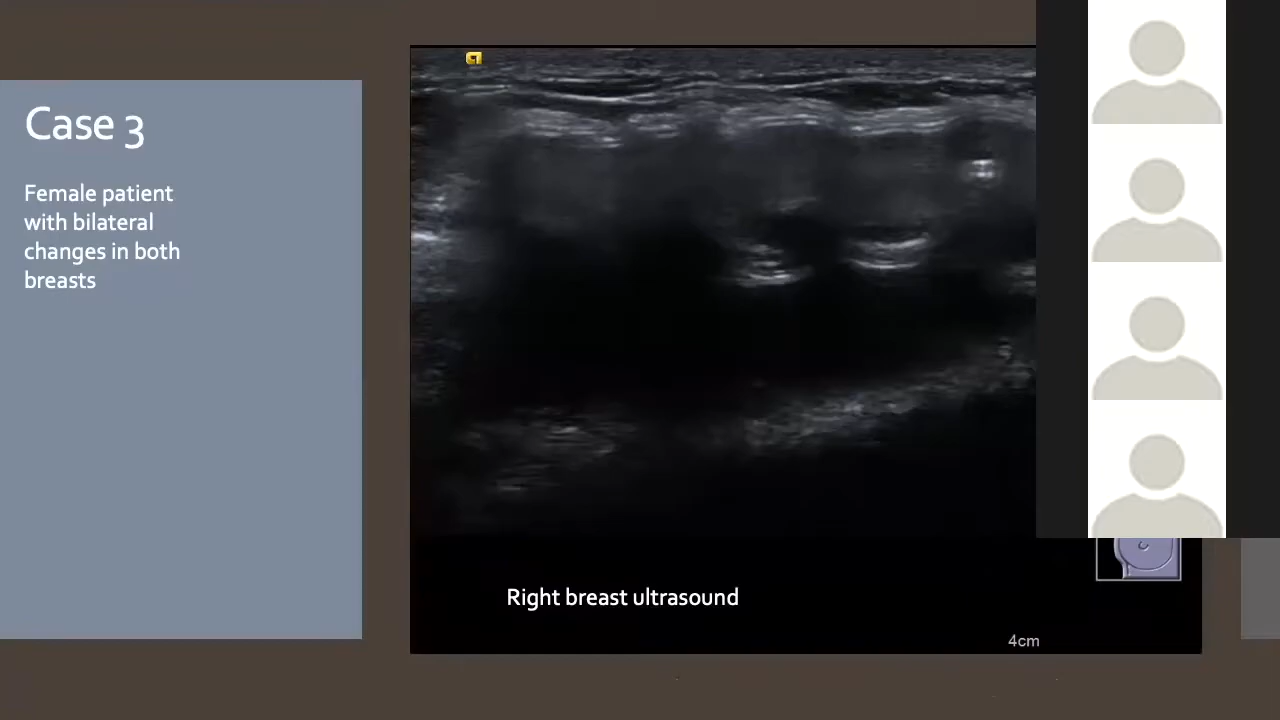 Case 3
Female patient
with bilateral
changes in both
breasts
Right breast ultrasound
4cm